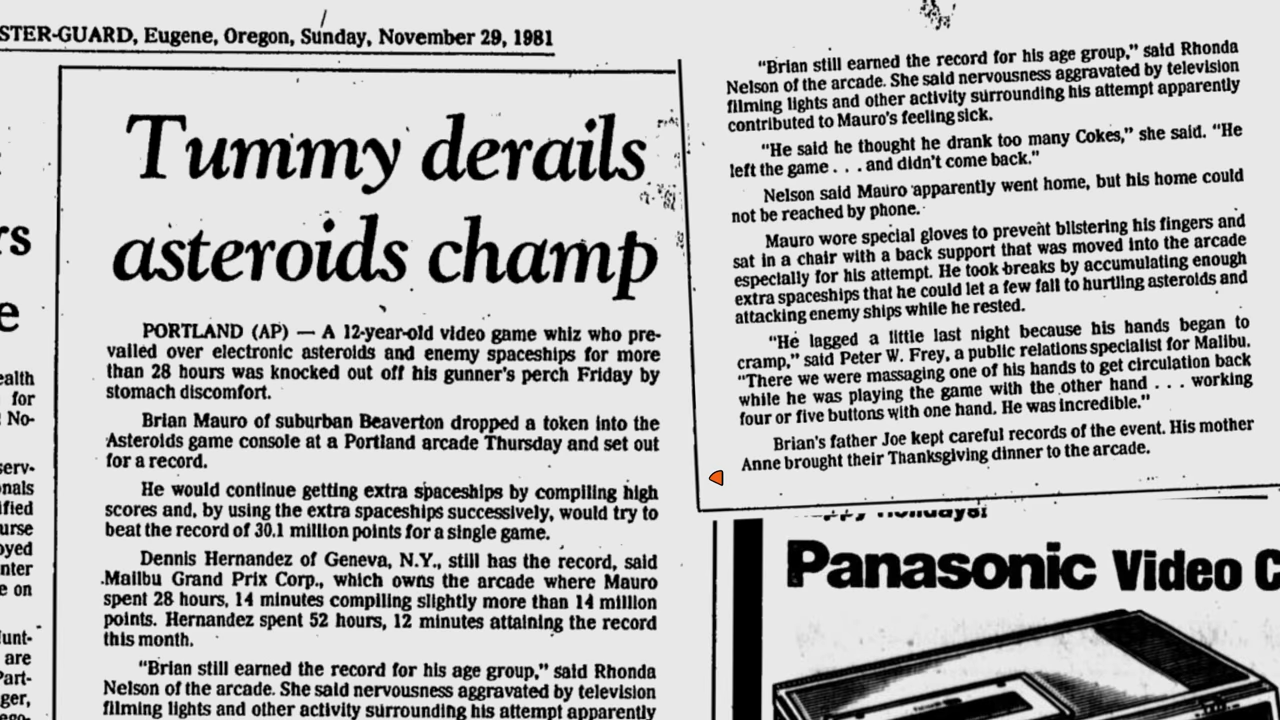 STER-GUARD, Eugene, Oregon, Sunday, November 29, 1981
Tummy derails
asteroids champ
PORTLAND (AP) — A 12-year-old video game whiz who pre-
vailed over electronic asteroids and enemy spaceships for more
than 28 hours was knocked out off his gunner's perch Friday by
stomach discomfort.
Brian Mauro of suburban Beaverton dropped a token into the
Asteroids game console at a Portland arcade Thursday and set out
for a record.
He would continue getting extra spaceships by compiling high
scores and, by using the extra spaceships successively, would try to
beat the record of 30.1 million points for a single game.
Dennis Hernandez of Geneva, N.Y., still has the record, said
Malibu Grand Prix Corp., which owns the arcade where Mauro
spent 28 hours, 14 minutes compiling slightly more than 14 million
points. Hernandez spent 52 hours, 12 minutes attaining the record
this month.
"Brian still earned the record for his age group," said Rhonda
Nelson of the arcade. She said nervousness aggravated by television
filming lights and other activity surrounding his attempt apparently
"Brian still earned the record for his age group," said Rhonda
Nelson of the arcade. She said nervousness aggravated by television
filming lights and other activity surrounding his attempt apparently
contributed to Mauro's feeling sick.
"He said he thought he drank too many Cokes," she said. "He
left the game . . . and didn't come back."
Nelson said Mauro apparently went home, but his home could
not be reached by phone.
Mauro wore special gloves to prevent blistering his fingers and
sat in a chair with a back support that was moved into the arcade
especially for his attempt. He took breaks by accumulating enough
extra spaceships that he could let a few fall to hurtling asteroids and
attacking enemy ships while he rested.
"He lagged a little last night because his hands began to
cramp," said Peter W. Frey, a public relations specialist for Malibu.
"There we were massaging one of his hands to get circulation back
while he was playing the game with the other hand . . . working
four or five buttons with one hand. He was incredible."
Brian's father Joe kept careful records of the event. His mother
Anne brought their Thanksgiving dinner to the arcade.
Panasonic Video C
rs
e
ealth
for
No-
serv-
onals
ified
urse
oyed
nter
e on
unt-
are
Part-
ger,